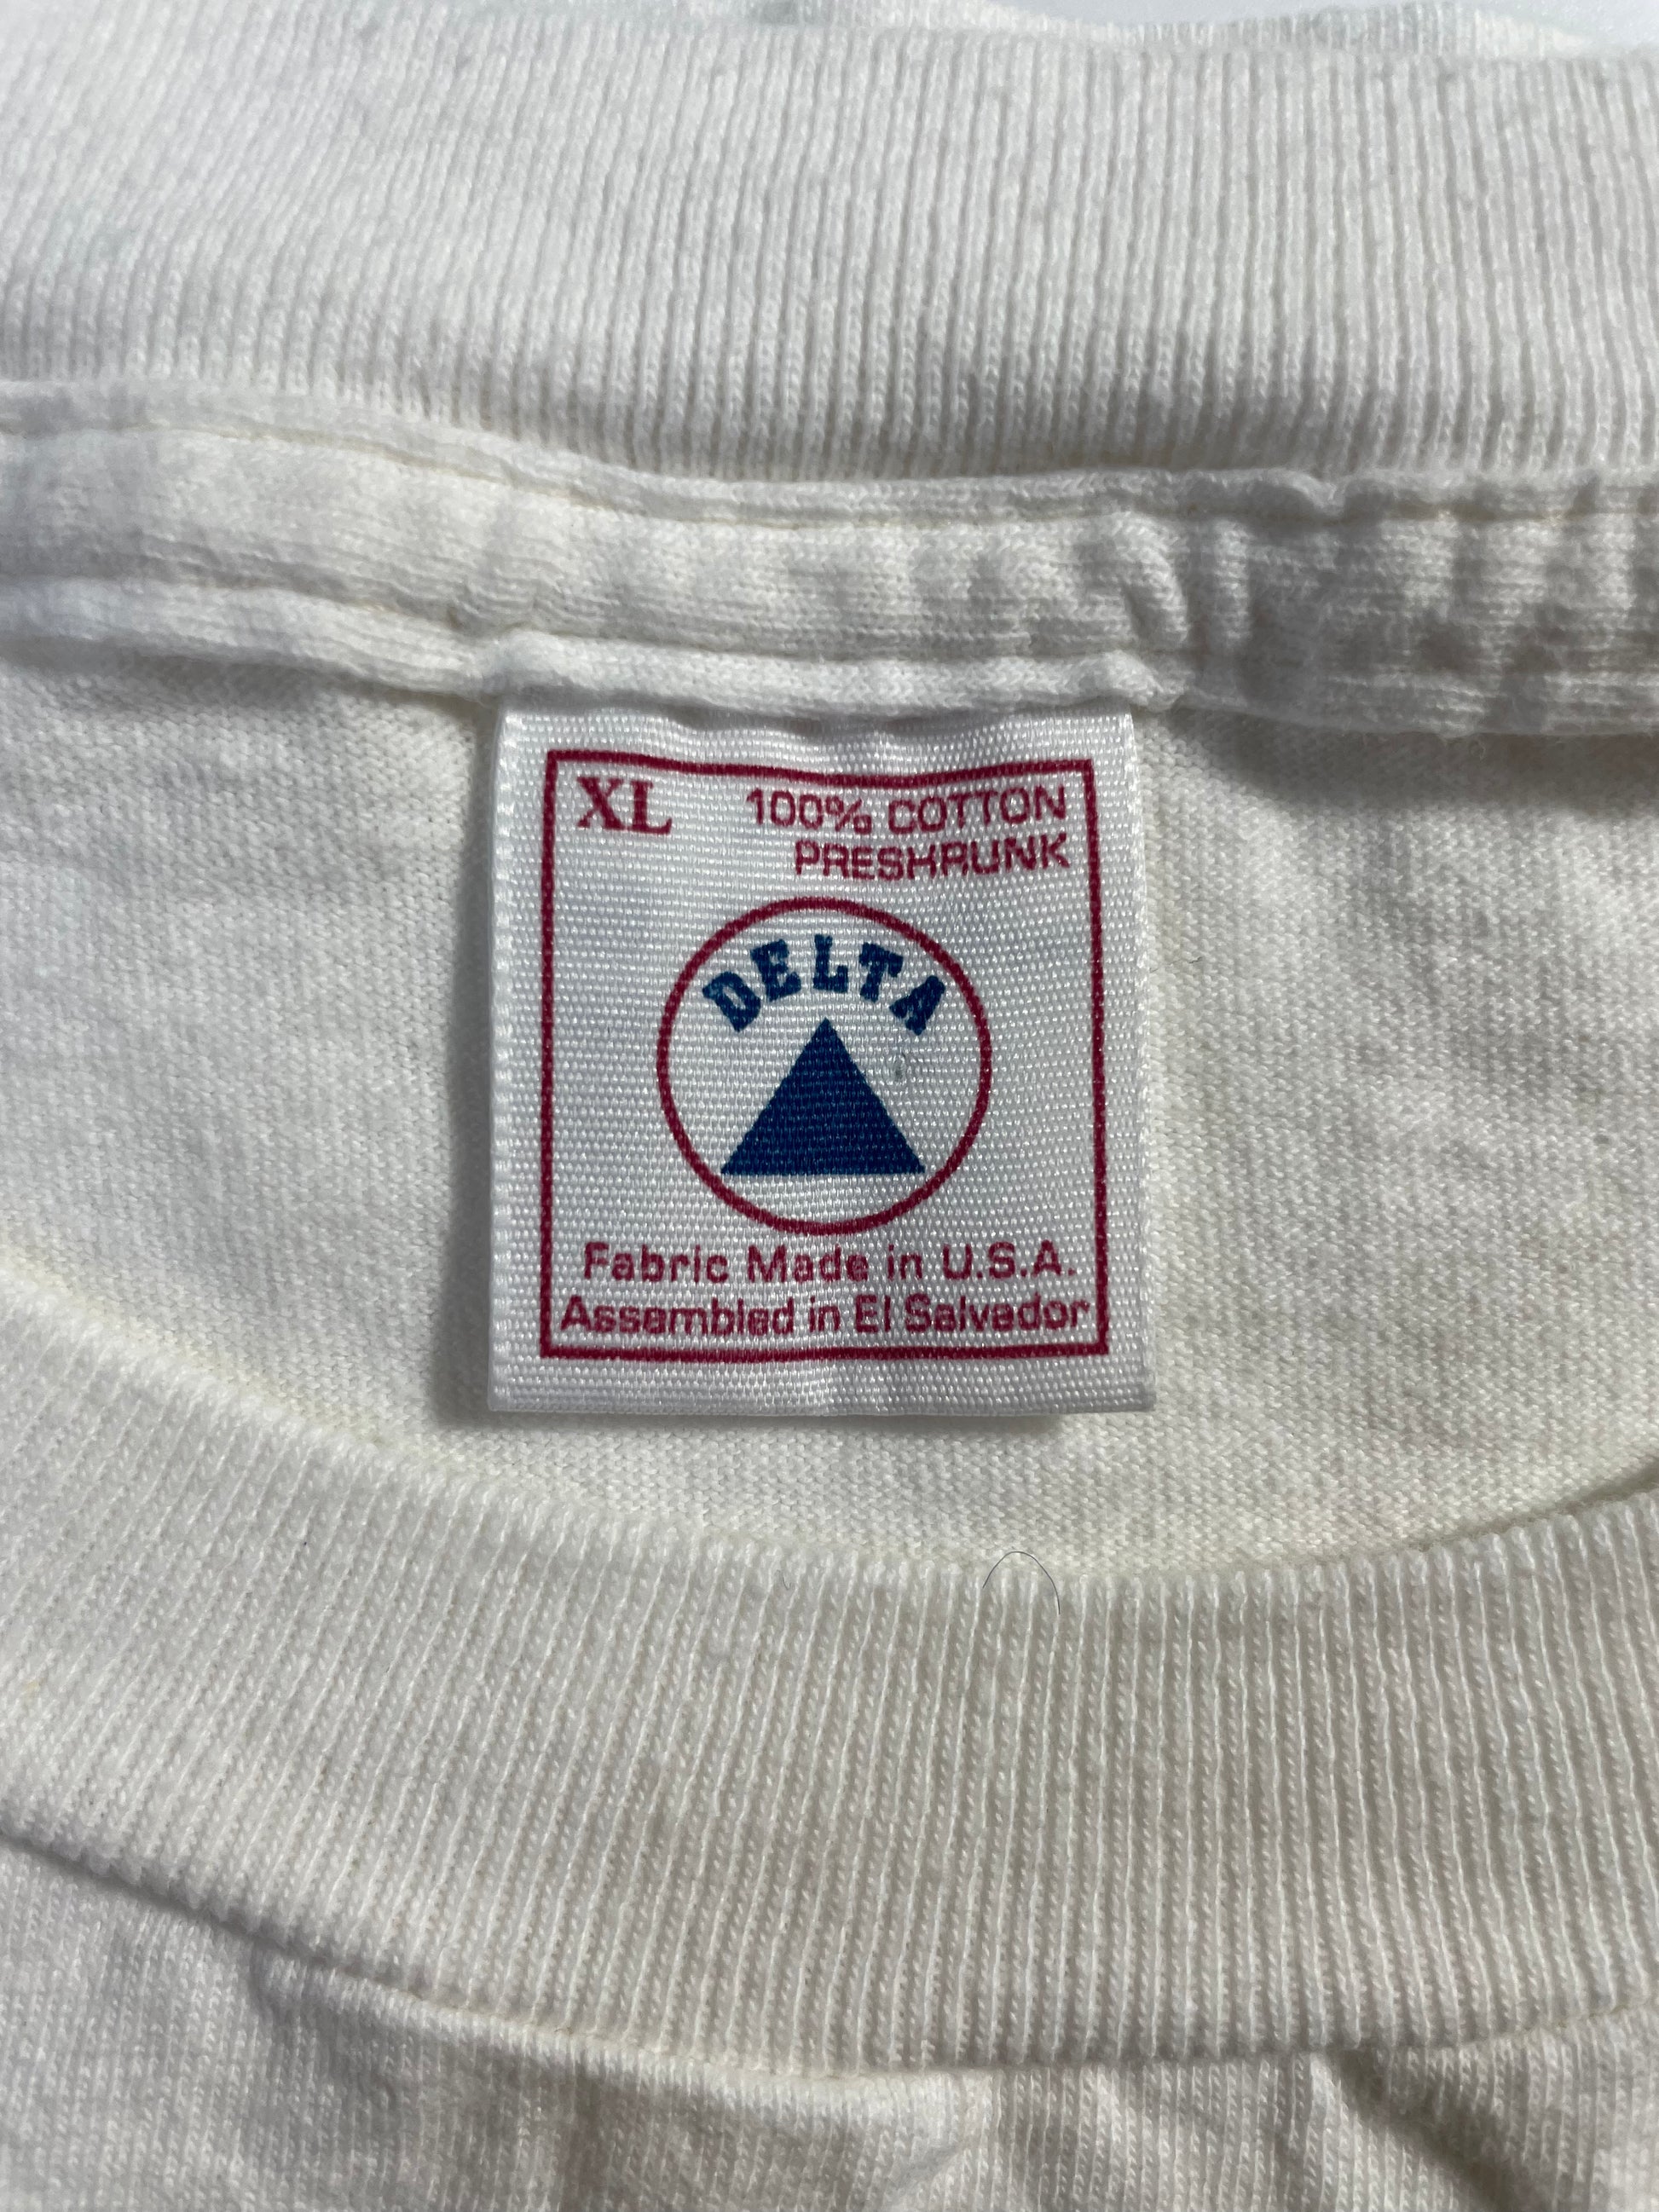 XL
100% COTTON
PRESHRUNK
DELTA
Fabric Made in U.S.A.
Assembled in El Salvador